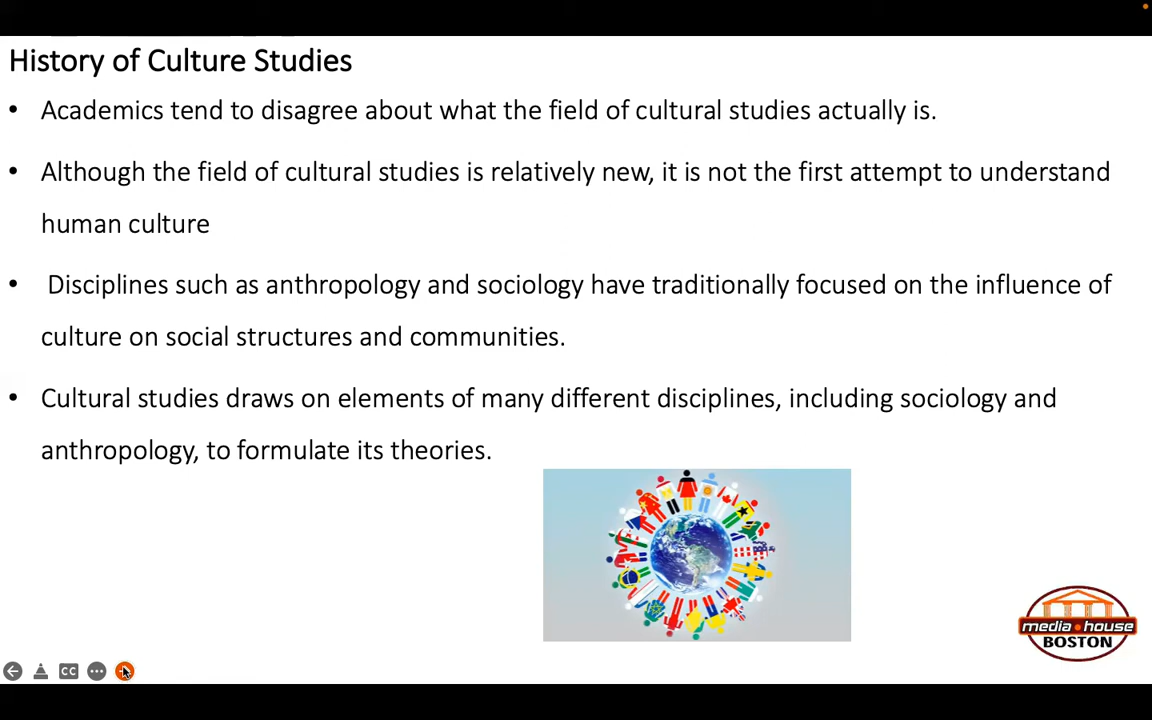 History of Culture Studies
• Academics tend to disagree about what the field of cultural studies actually is.
• Although the field of cultural studies is relatively new, it is not the first attempt to understand
human culture
• Disciplines such as anthropology and sociology have traditionally focused on the influence of
culture on social structures and communities.
• Cultural studies draws on elements of many different disciplines, including sociology and
anthropology, to formulate its theories.
media • house
BOSTON
CC